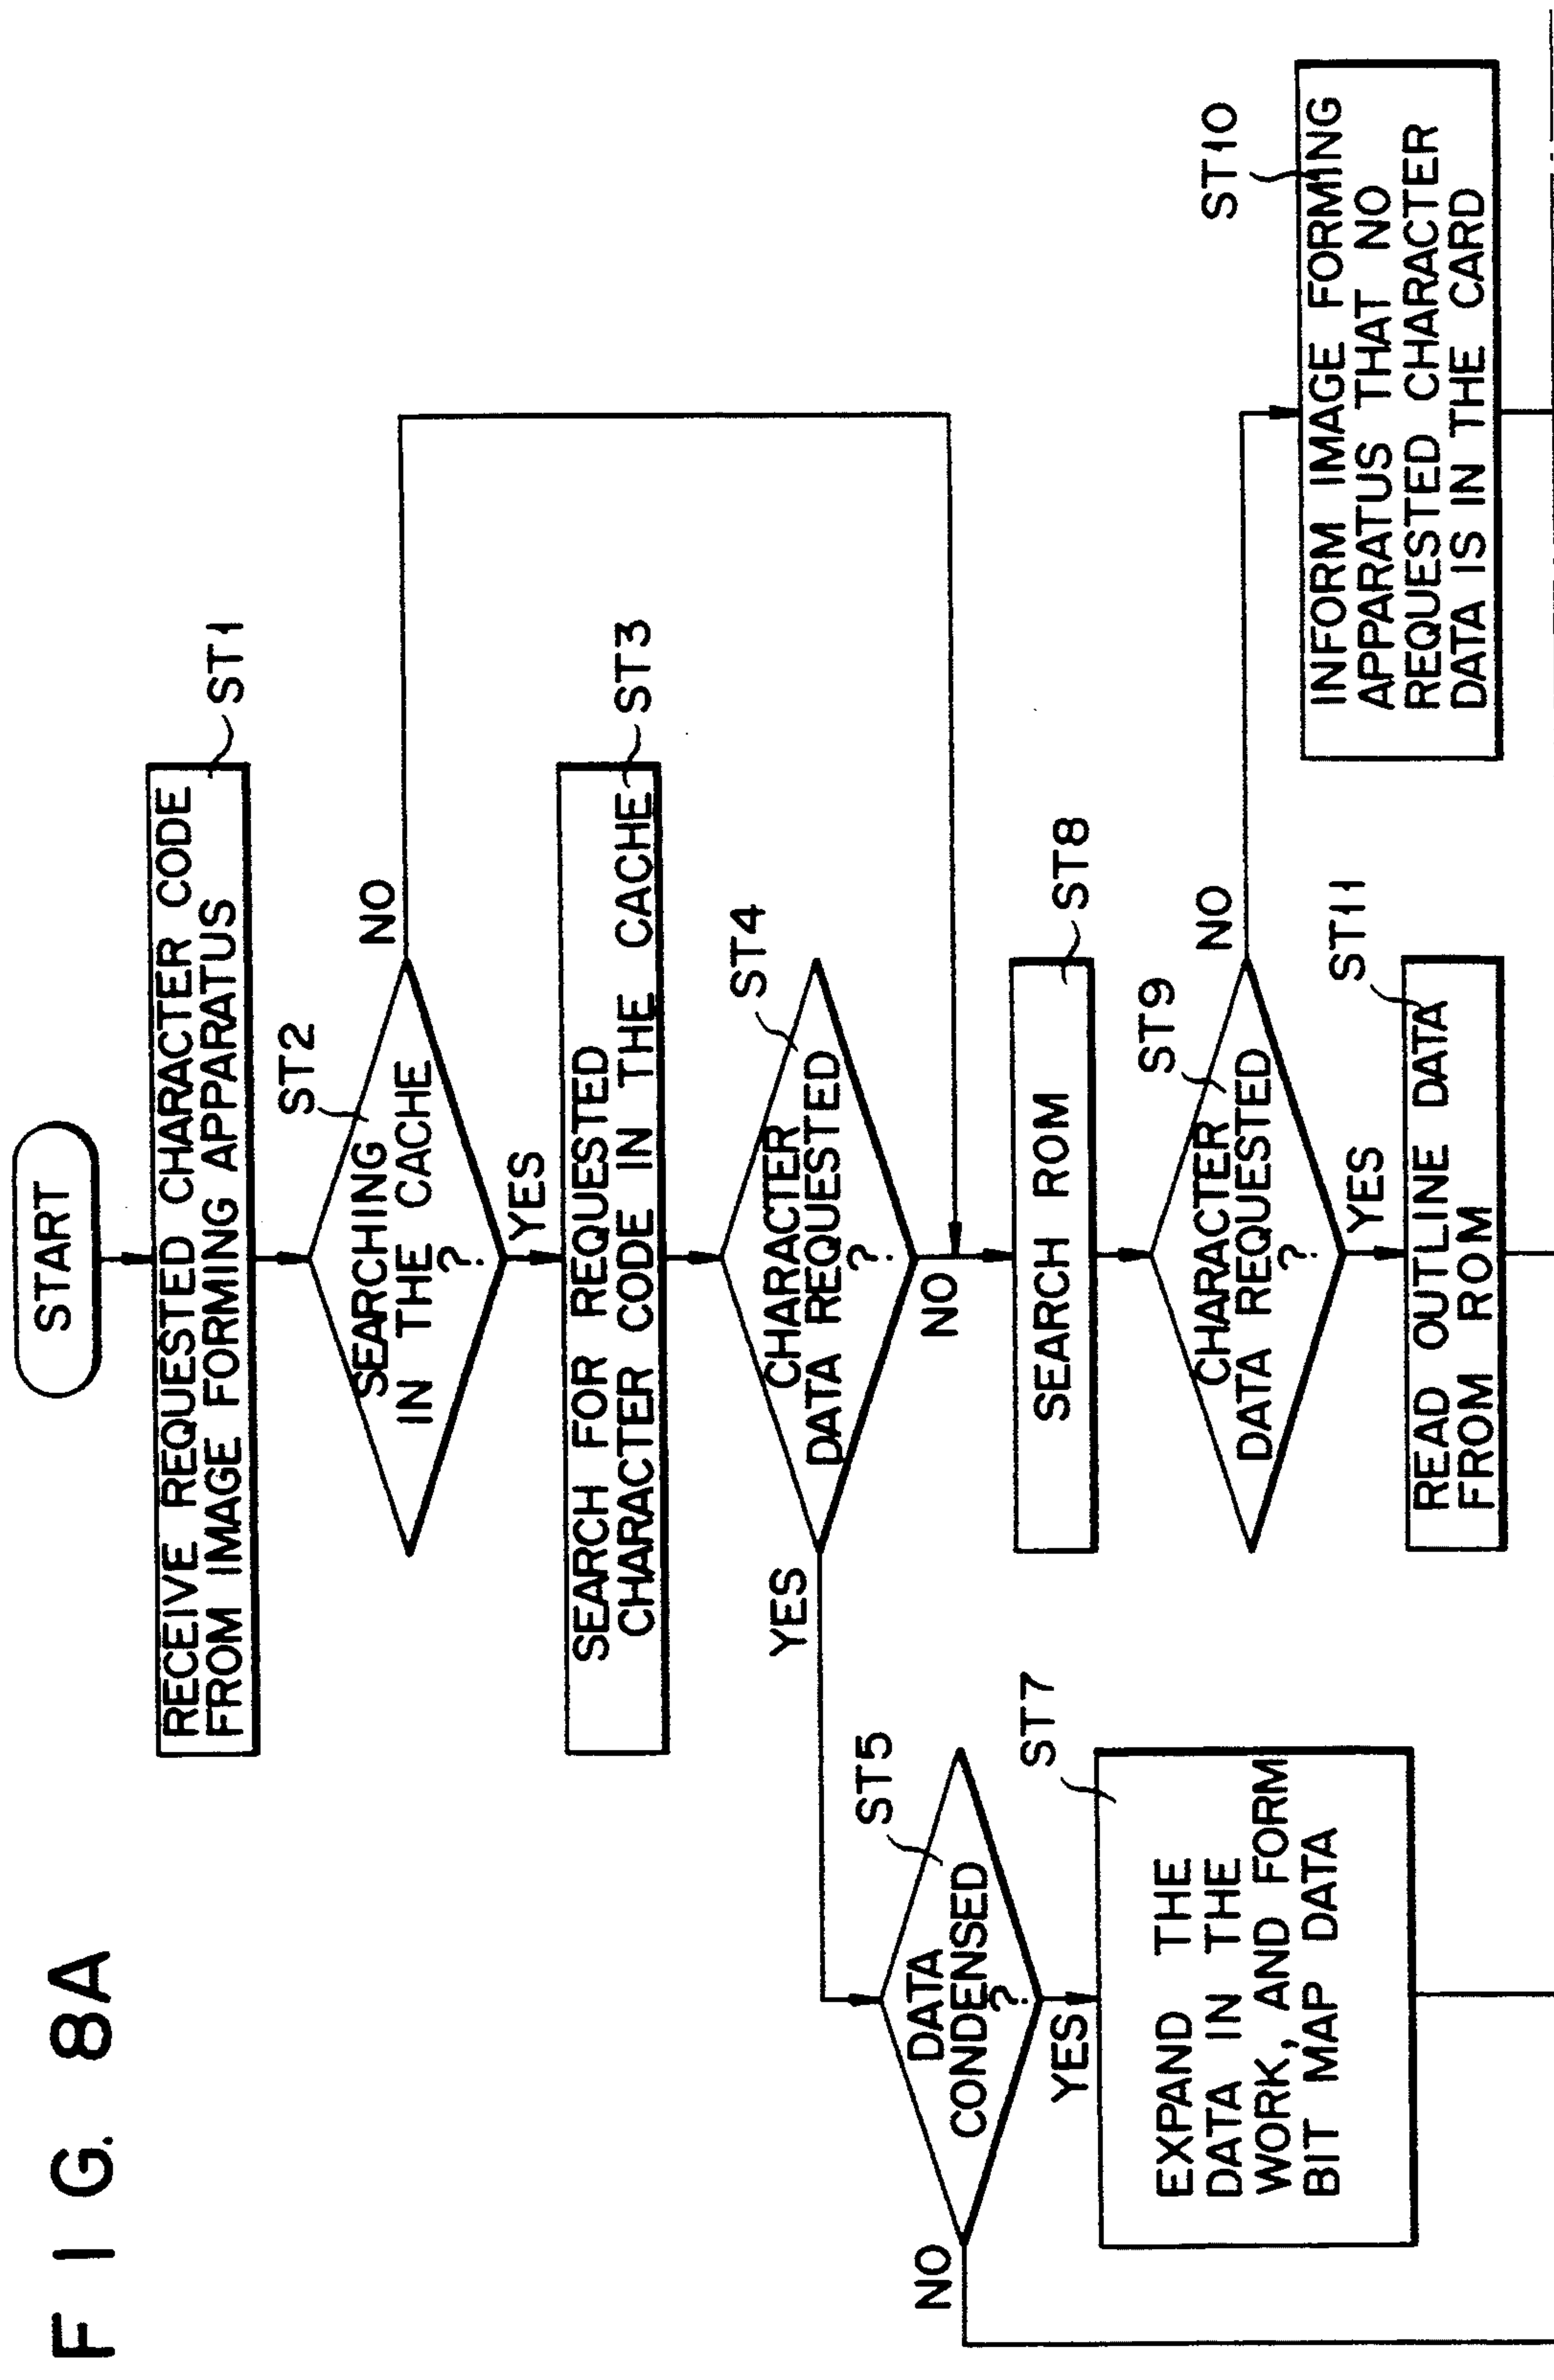 FIG. 8A
START
RECEIVE REQUESTED CHARACTER CODE
FROM IMAGE FORMING APPARATUS
ST1
ST2
SEARCHING
IN THE CACHE
?
NO
YES
SEARCH FOR REQUESTED
CHARACTER CODE IN THE CACHE
ST3
ST4
CHARACTER
DATA REQUESTED
?
YES
NO
ST5
DATA
CONDENSED
?
NO
YES
ST7
EXPAND THE
DATA IN THE
WORK, AND FORM
BIT MAP DATA
SEARCH ROM
ST8
ST9
CHARACTER
DATA REQUESTED
?
NO
YES
ST10
INFORM IMAGE FORMING
APPARATUS THAT NO
REQUESTED CHARACTER
DATA IS IN THE CARD
ST11
READ OUTLINE DATA
FROM ROM